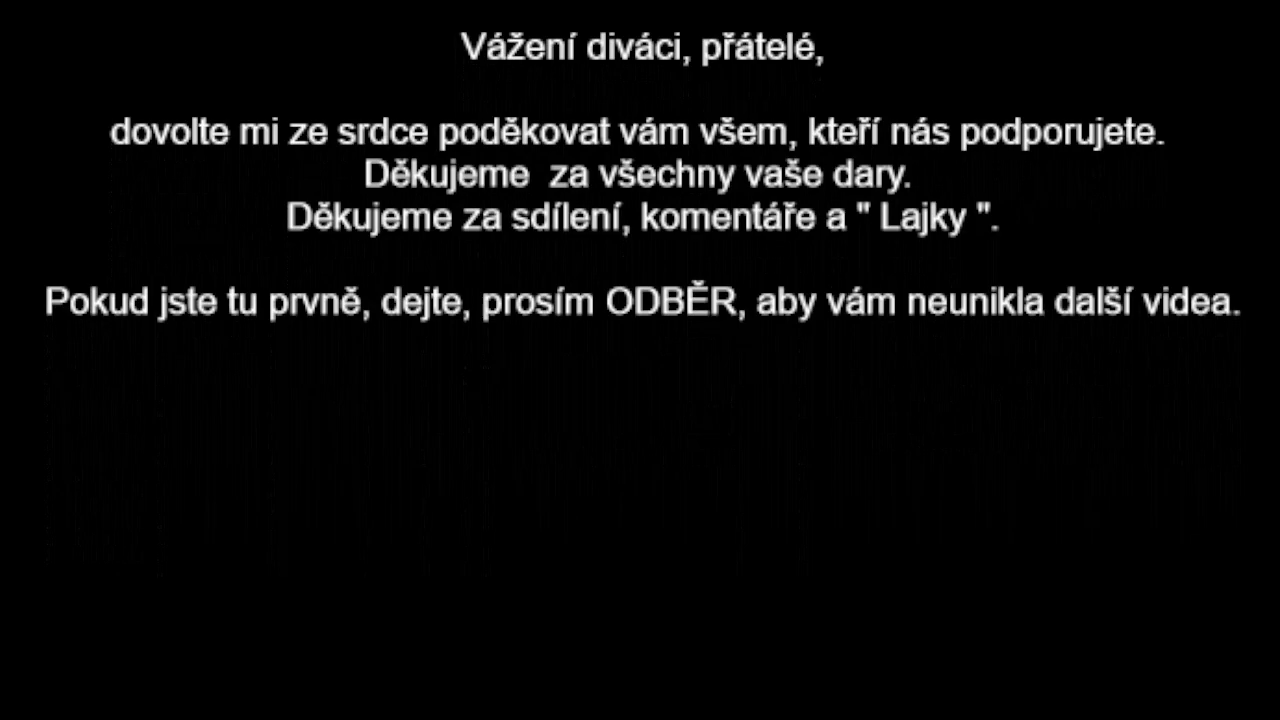 Vážení diváci, přátelé,
dovolte mi ze srdce poděkovat vám všem, kteří nás podporujete.
Děkujeme  za všechny vaše dary.
Děkujeme za sdílení, komentáře a " Lajky ".
Pokud jste tu prvně, dejte, prosím ODBĚR, aby vám neunikla další videa.